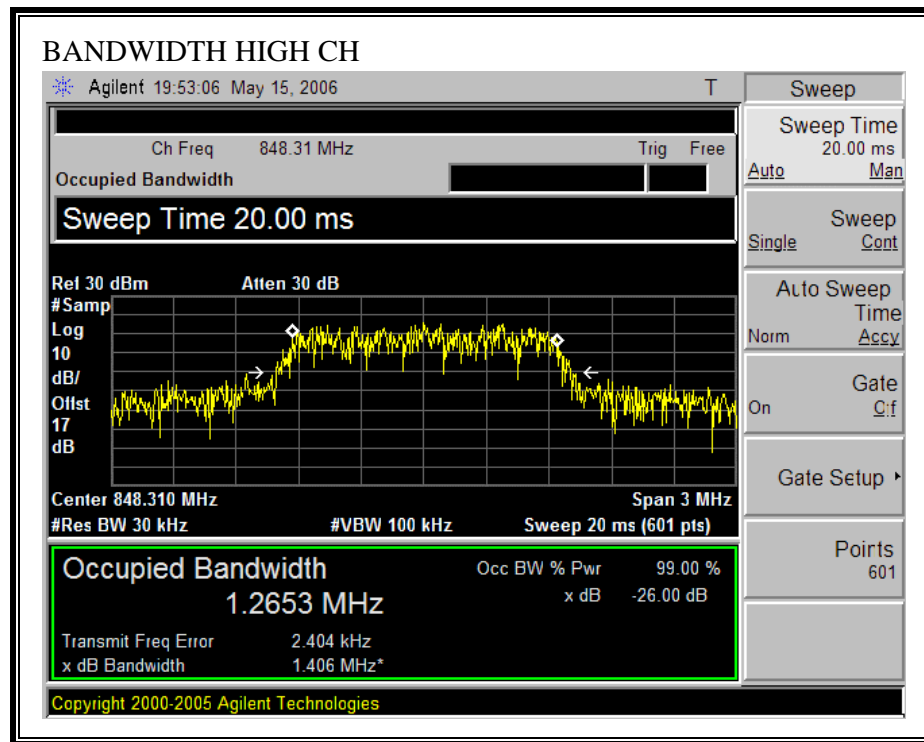 BANDWIDTH HIGH CH
Agilent 19:53:06 May 15, 2006 T
Sweep
Ch Freq 848.31 MHz Trig Free
Occupied Bandwidth
Sweep Time 20.00 ms
Ref 30 dBm Atten 30 dB
#Samp
Log
10
dB/
Offst
17
dB
Center 848.310 MHz Span 3 MHz
#Res BW 30 kHz #VBW 100 kHz Sweep 20 ms (601 pts)
Occupied Bandwidth Occ BW % Pwr 99.00 %
1.2653 MHz x dB -26.00 dB
Transmit Freq Error 2.404 kHz
x dB Bandwidth 1.406 MHz*
Copyright 2000-2005 Agilent Technologies
Sweep Time
20.00 ms
Auto Man
Sweep
Single Cont
Auto Sweep
Time
Norm Accy
Gate
On Off
Gate Setup
Points
601